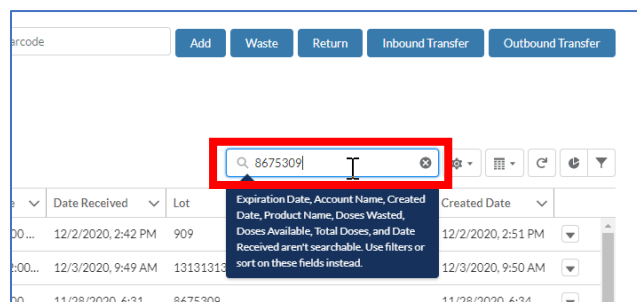 arcode
Add
Waste
Return
Inbound Transfer
Outbound Transfer
8675309
Date Received
Lot
Created Date
Expiration Date, Account Name, Created
Date, Product Name, Doses Wasted,
Doses Available, Total Doses, and Date
Received aren't searchable. Use filters or
sort on these fields instead.
00 ...
12/2/2020, 2:42 PM
909
12/2/2020, 2:51 PM
:00...
12/3/2020, 9:49 AM
13131313
12/3/2020, 9:50 AM
11/28/2020, 6:31
8675309
11/28/2020, 6:34